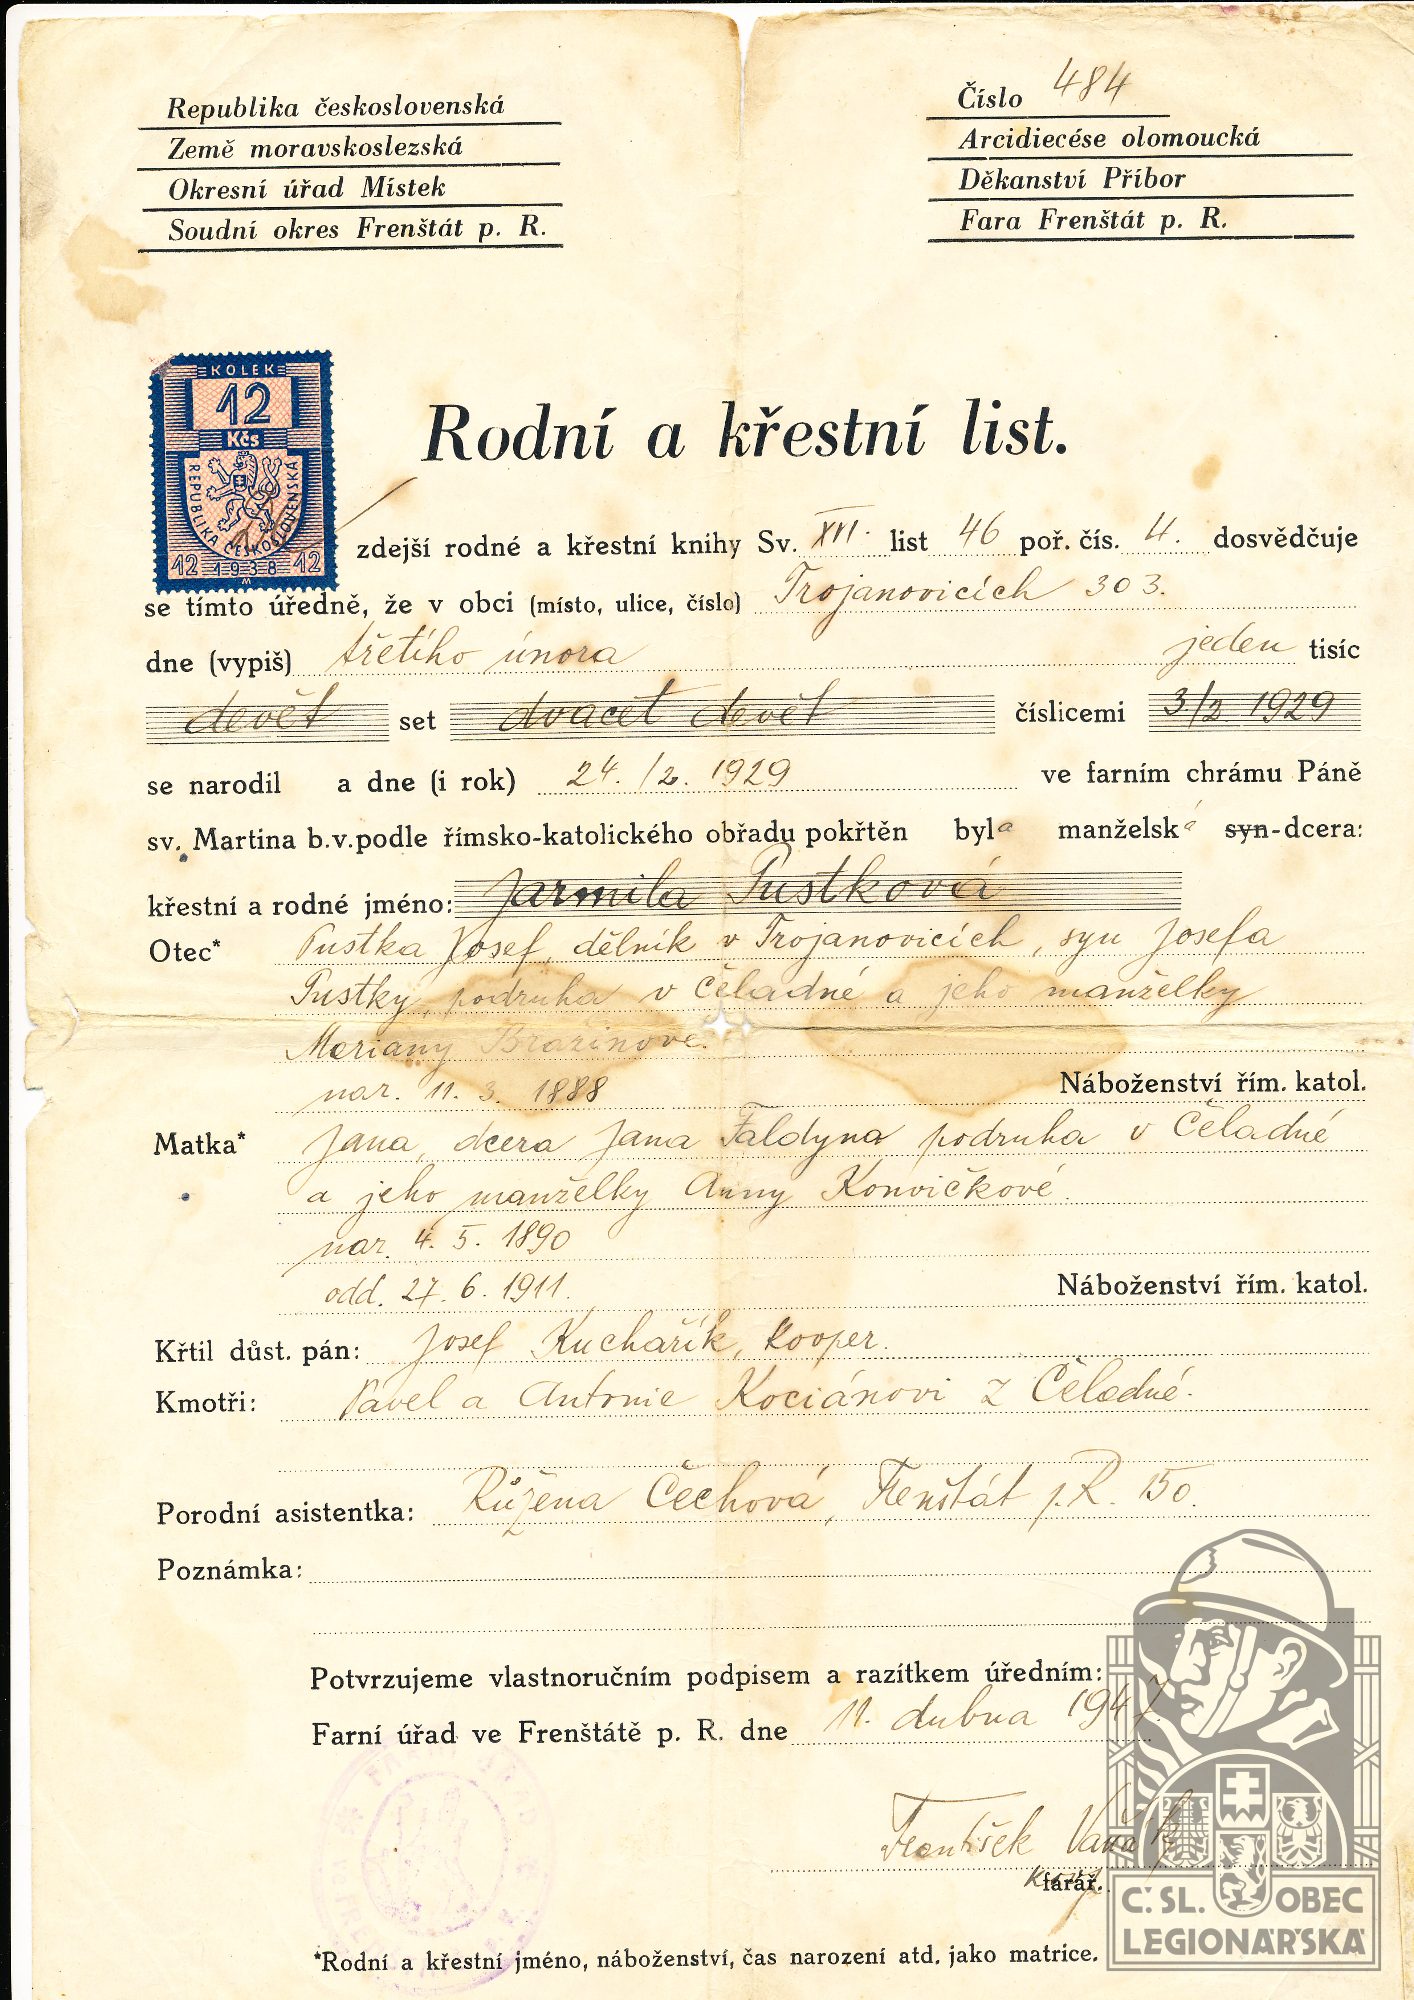 Republika československá
Země moravskoslezská
Okresní úřad Místek
Soudní okres Frenštát p. R.
Číslo 484
Arcidiecése olomoucká
Děkanství Příbor
Fara Frenštát p. R.
KOLEK
12
Kčs
REPUBLIKA ČESKOSLOVENSKÁ
12 1938 12
M
Rodní a křestní list.
zdejší rodné a křestní knihy Sv. XVI. list 46 poř. čís. 4. dosvědčuje
se tímto úředně, že v obci (místo, ulice, číslo) Trojanovicích 303.
dne (vypiš) třetího února jeden tisíc
devět set dvacet devět číslicemi 3/2 1929
se narodil a dne (i rok) 24. /2. 1929 ve farním chrámu Páně
sv. Martina b.v. podle římsko-katolického obřadu pokřtěn byla manželská syn-dcera:
křestní a rodné jméno: Jarmila Pustková
Otec* Pustka Josef, dělník v Trojanovicích, syn Josefa
Pustky, podruha v Čeladné a jeho manželky
Mariany
nar. 11. 3. 1888 Náboženství řím. katol.
Matka* Jana, dcera Jana Faldyna podruha v Čeladné
a jeho manželky Anny Konvičkové.
nar. 4. 5. 1890
odd. 27. 6. 1911. Náboženství řím. katol.
Křtil důst. pán: Josef Kuchařík, kooper.
Kmotři: Pavel a Antonie Kociánovi z Čeladné.
Porodní asistentka: Růžena Čechová, Frenštát p. R. 150.
Poznámka:
Potvrzujeme vlastnoručním podpisem a razítkem úředním:
Farní úřad ve Frenštátě p. R. dne 11. dubna 1947.
František
farář.
*Rodní a křestní jméno, náboženství, čas narození atd. jako matrice.
Č. SL. OBEC
LEGIONÁŘSKÁ